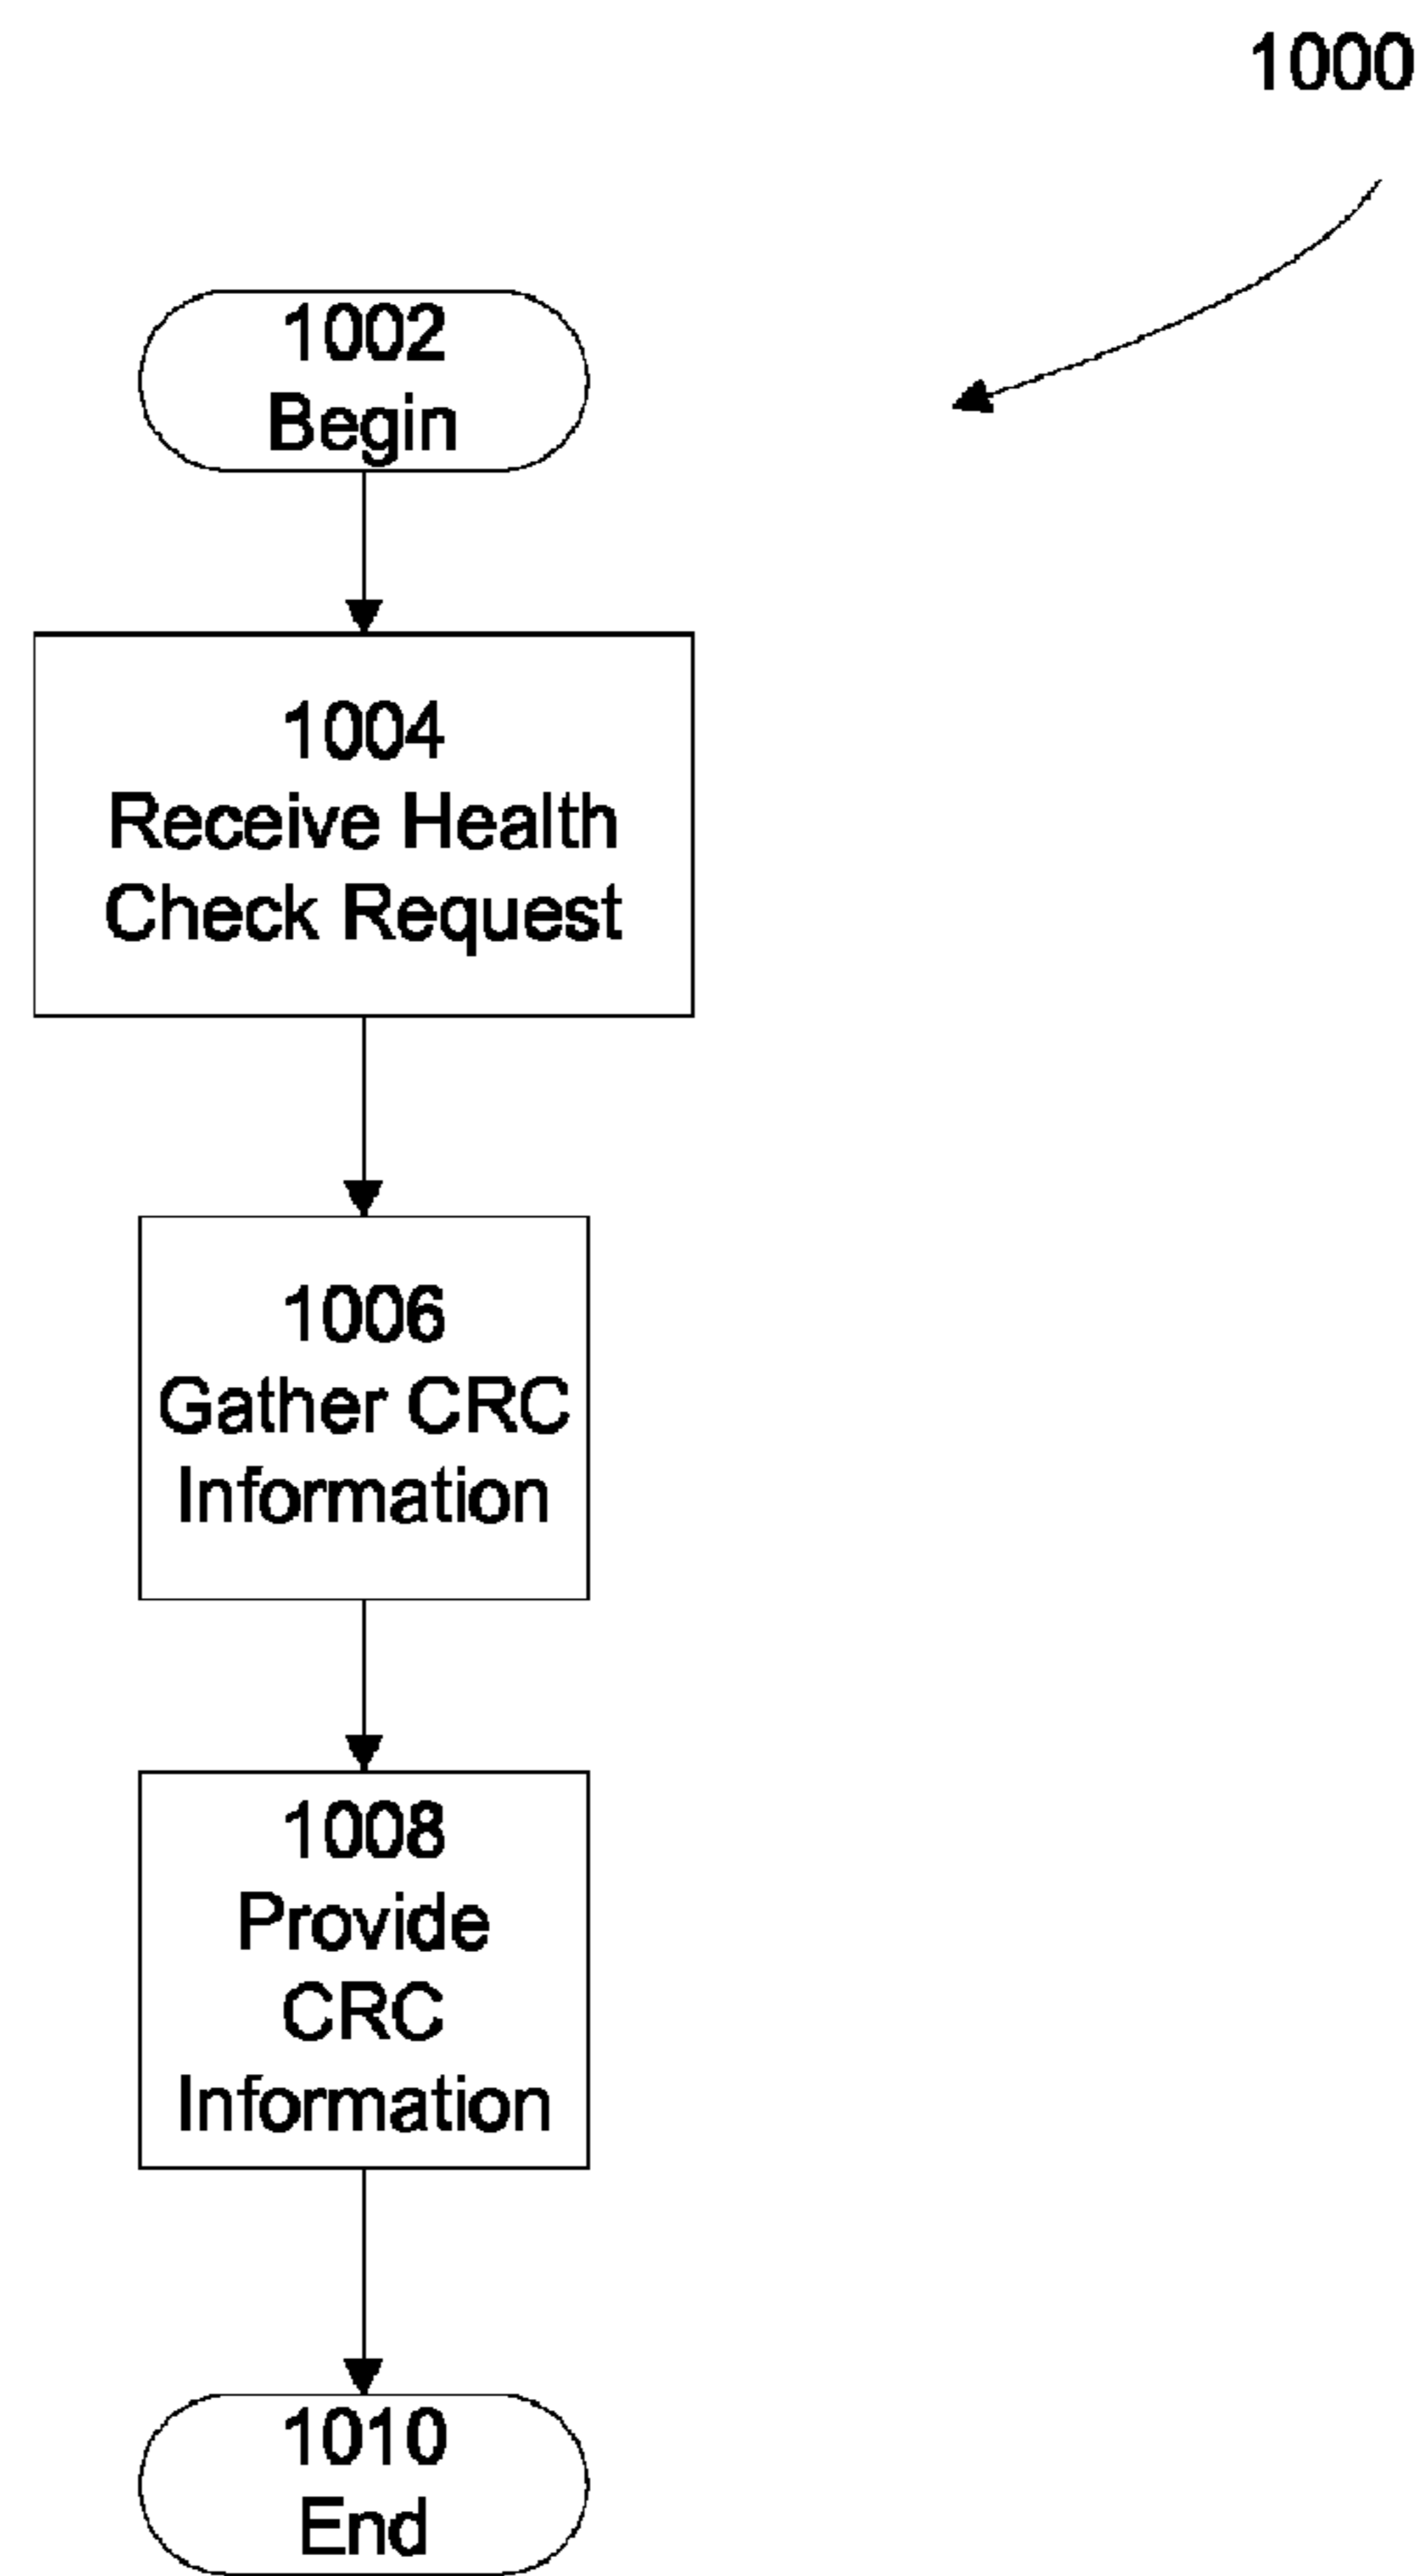 1000
1002
Begin
1004
Receive Health
Check Request
1006
Gather CRC
Information
1008
Provide
CRC
Information
1010
End